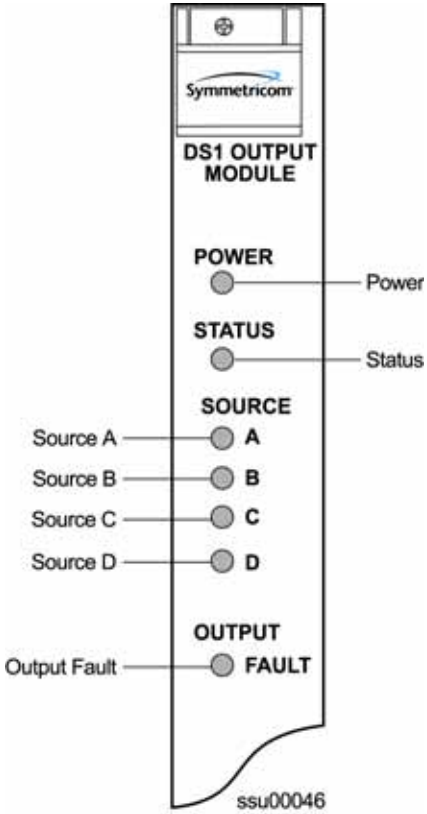 Symmetricom
DS1 OUTPUT
MODULE
POWER
Power
STATUS
Status
SOURCE
Source A
A
Source B
B
Source C
C
Source D
D
OUTPUT
Output Fault
FAULT
ssu00046